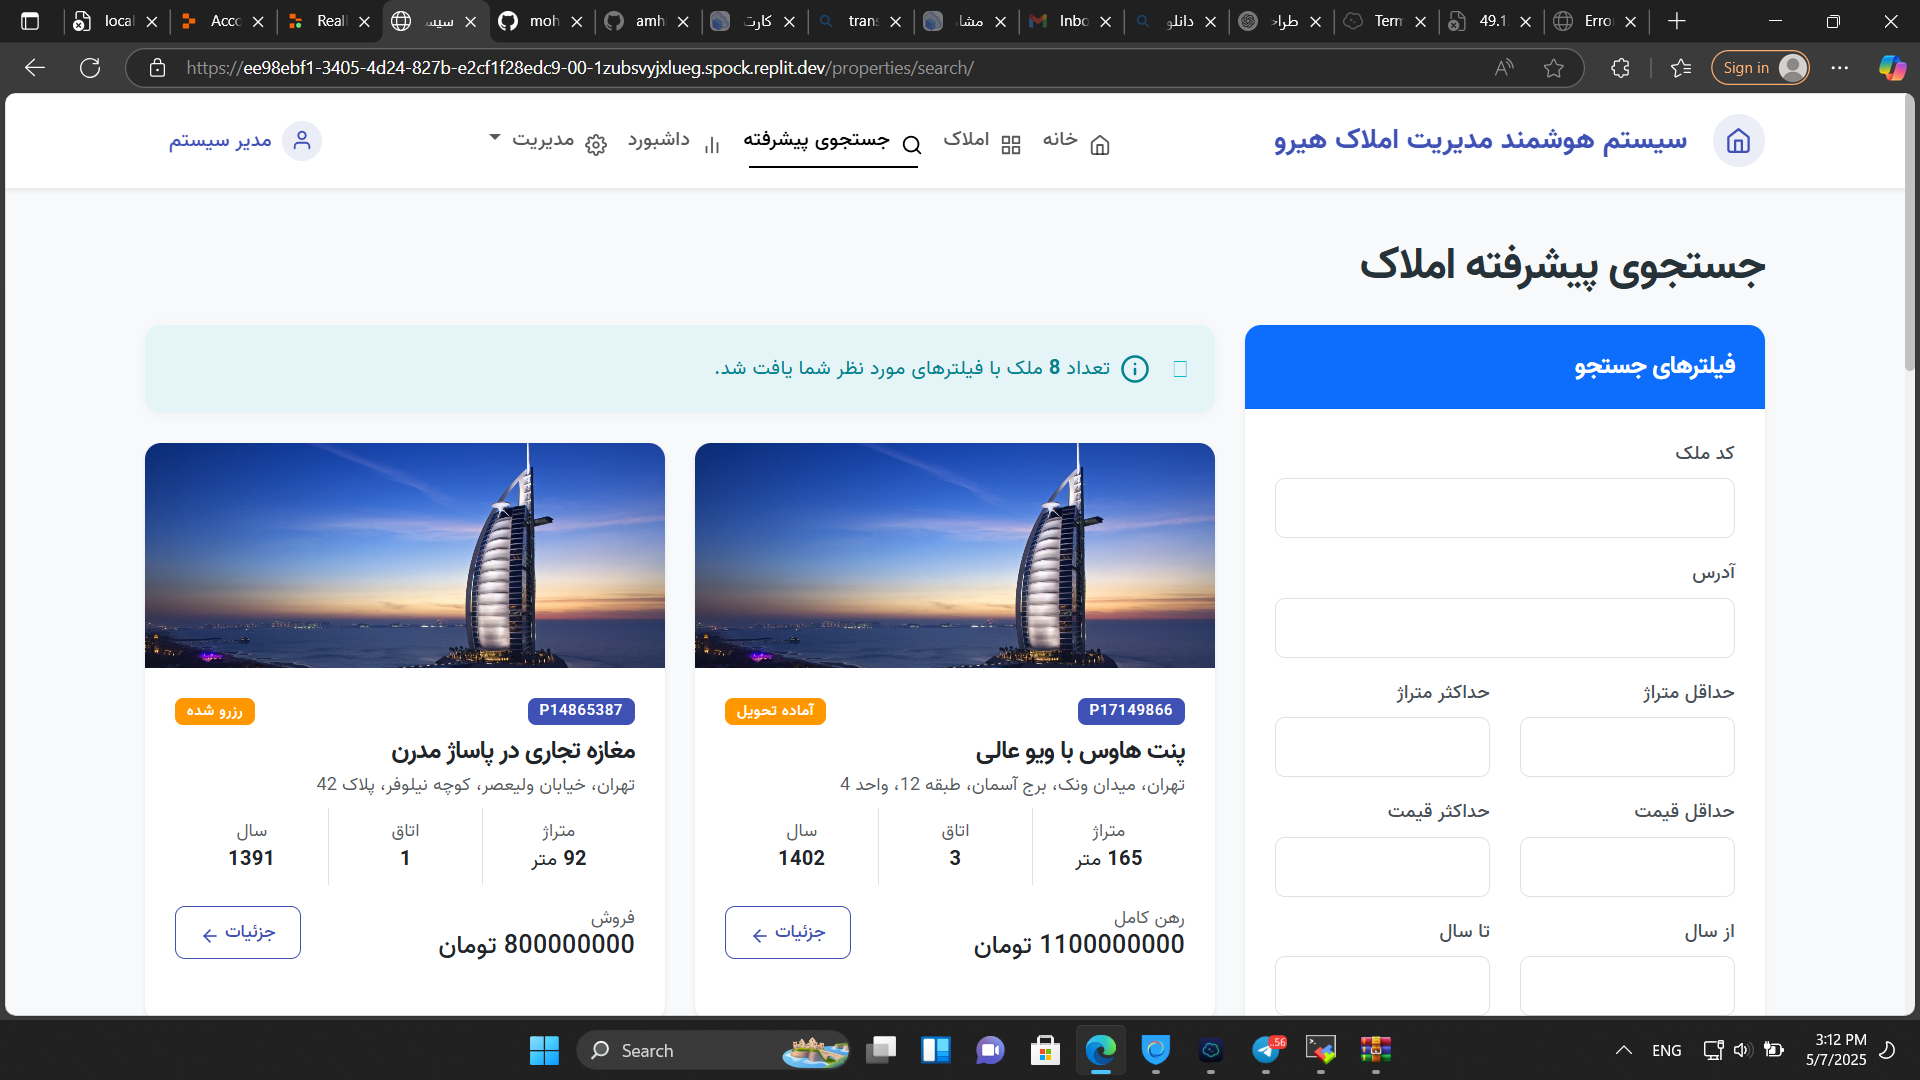 local
Acco
Reall
سیس
moh
amh
کارت
trans
مشا
Inbo
دانلو
طراح
Term
49.1
Erro
https://ee98ebf1-3405-4d24-827b-e2cf1f28edc9-00-1zubsvyjxlueg.spock.replit.dev/properties/search/
Sign in
سیستم هوشمند مدیریت املاک هیرو
خانه
املاک
جستجوی پیشرفته
داشبورد
مدیریت
مدیر سیستم
جستجوی پیشرفته املاک
فیلترهای جستجو
کد ملک
آدرس
حداقل متراژ
حداکثر متراژ
حداقل قیمت
حداکثر قیمت
از سال
تا سال
تعداد 8 ملک با فیلترهای مورد نظر شما یافت شد.
P17149866
آماده تحویل
پنت هاوس با ویو عالی
تهران، میدان ونک، برج آسمان، طبقه 12، واحد 4
متراژ
165 متر
اتاق
3
سال
1402
رهن کامل
1100000000 تومان
جزئیات
P14865387
رزرو شده
مغازه تجاری در پاساژ مدرن
تهران، خیابان ولیعصر، کوچه نیلوفر، پلاک 42
متراژ
92 متر
اتاق
1
سال
1391
فروش
800000000 تومان
جزئیات
Search
56
ENG
3:12 PM
5/7/2025